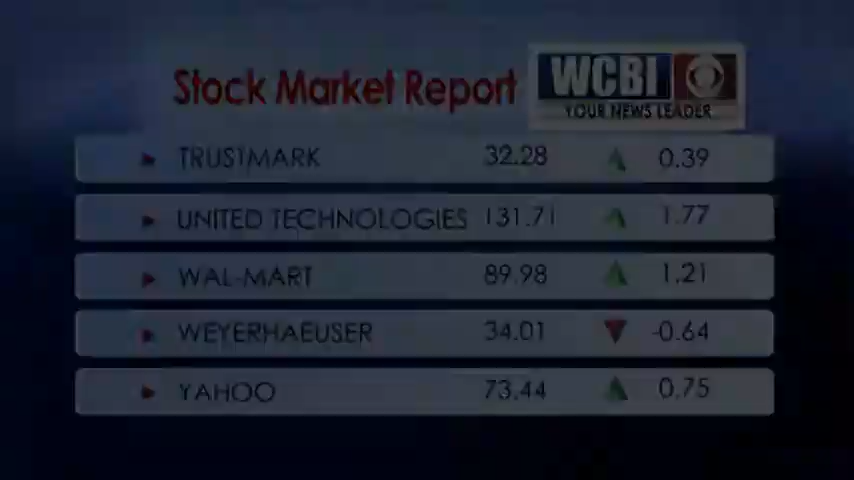 Stock Market Report
WCBI
YOUR NEWS LEADER
TRUSTMARK 32.28 0.39
UNITED TECHNOLOGIES 131.71 1.77
WAL-MART 89.98 1.21
WEYERHAEUSER 34.01 -0.64
YAHOO 73.44 0.75